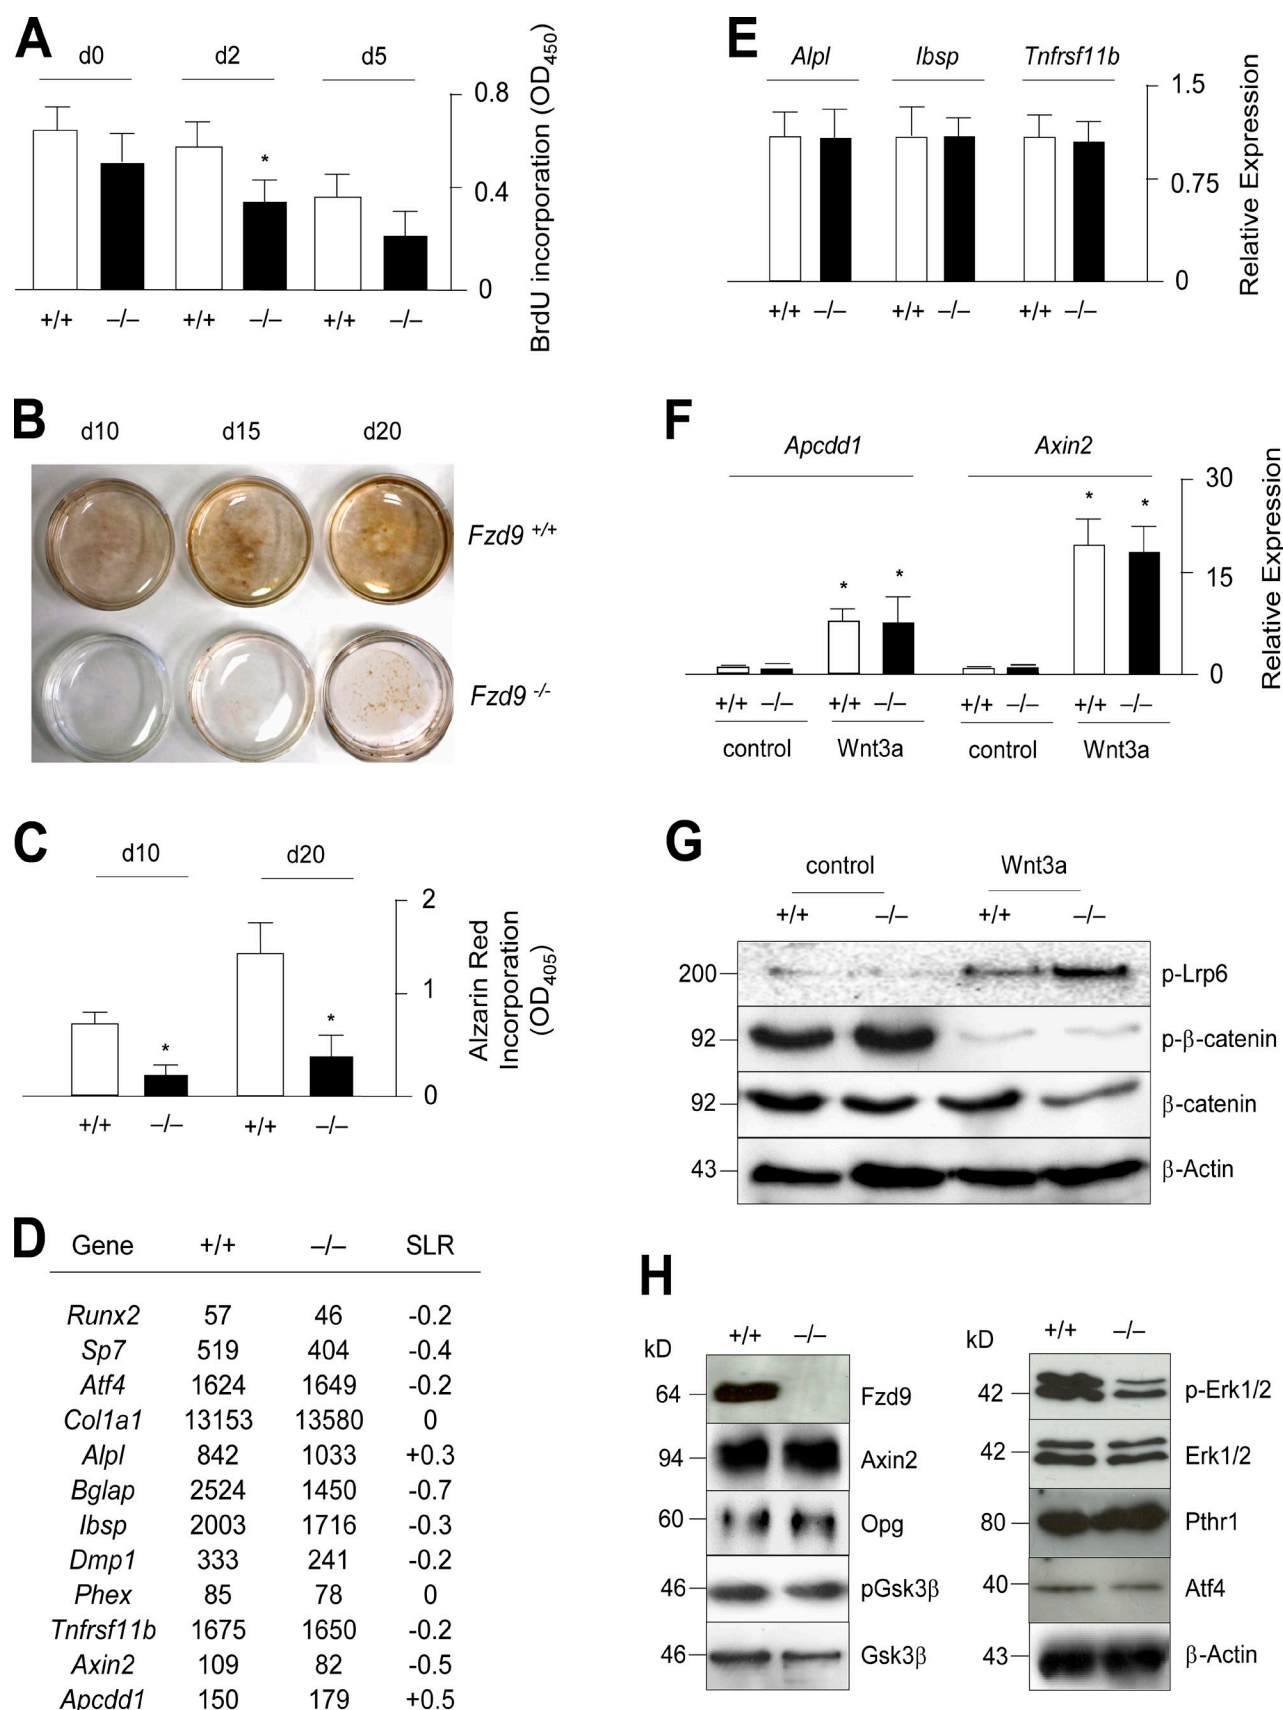 A
d0 d2 d5
*
0.8
0.4
0
BrdU incorporation (OD450)
+/+ –/– +/+ –/– +/+ –/–
B
d10 d15 d20
Fzd9 +/+
Fzd9 -/-
C
d10 d20
* *
2
1
0
Alzarin Red
Incorporation
(OD405)
+/+ –/– +/+ –/–
D
Gene +/+ –/– SLR
Runx2 57 46 -0.2
Sp7 519 404 -0.4
Atf4 1624 1649 -0.2
Col1a1 13153 13580 0
Alpl 842 1033 +0.3
Bglap 2524 1450 -0.7
Ibsp 2003 1716 -0.3
Dmp1 333 241 -0.2
Phex 85 78 0
Tnfrsf11b 1675 1650 -0.2
Axin2 109 82 -0.5
Apcdd1 150 179 +0.5
E
Alpl Ibsp Tnfrsf11b
1.5
0.75
0
Relative Expression
+/+ –/– +/+ –/– +/+ –/–
F
Apcdd1 Axin2
* * * *
30
15
0
Relative Expression
+/+ –/– +/+ –/– +/+ –/– +/+ –/–
control Wnt3a control Wnt3a
G
control Wnt3a
+/+ –/– +/+ –/–
200 p-Lrp6
92 p-β-catenin
92 β-catenin
43 β-Actin
H
kD +/+ –/–
64 Fzd9
94 Axin2
60 Opg
46 pGsk3β
46 Gsk3β
kD +/+ –/–
42 p-Erk1/2
42 Erk1/2
80 Pthr1
40 Atf4
43 β-Actin